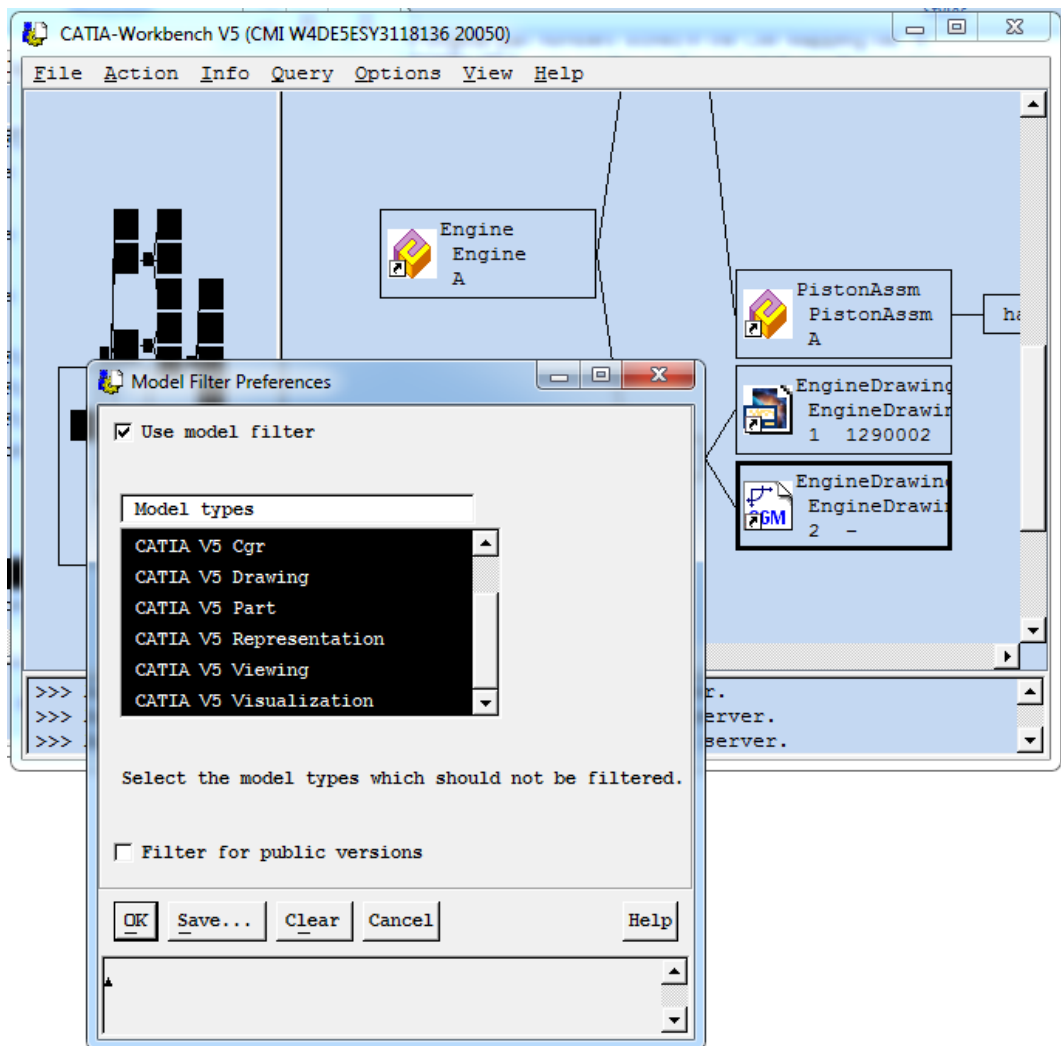 CATIA-Workbench V5 (CMI W4DE5ESY3118136 20050)
File Action Info Query Options View Help
Engine
Engine
A
PistonAssm
PistonAssm
A
EngineDrawing
EngineDrawin
1 1290002
EngineDrawin
EngineDrawi
CGM
2 -
Model Filter Preferences
Use model filter
Model types
CATIA V5 Cgr
CATIA V5 Drawing
CATIA V5 Part
CATIA V5 Representation
CATIA V5 Viewing
CATIA V5 Visualization
>>>
>>>
>>>
r.
erver.
server.
Select the model types which should not be filtered.
Filter for public versions
OK Save... Clear Cancel Help